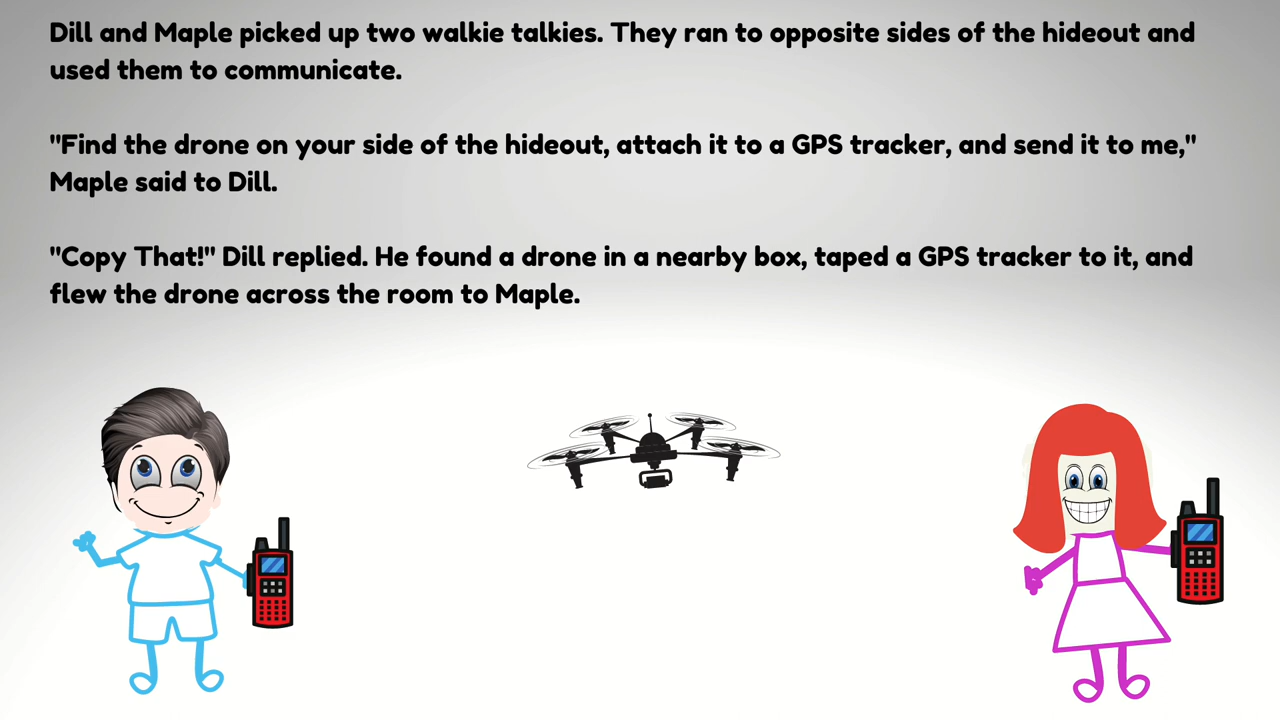 Dill and Maple picked up two walkie talkies. They ran to opposite sides of the hideout and
used them to communicate.
"Find the drone on your side of the hideout, attach it to a GPS tracker, and send it to me,"
Maple said to Dill.
"Copy That!" Dill replied. He found a drone in a nearby box, taped a GPS tracker to it, and
flew the drone across the room to Maple.